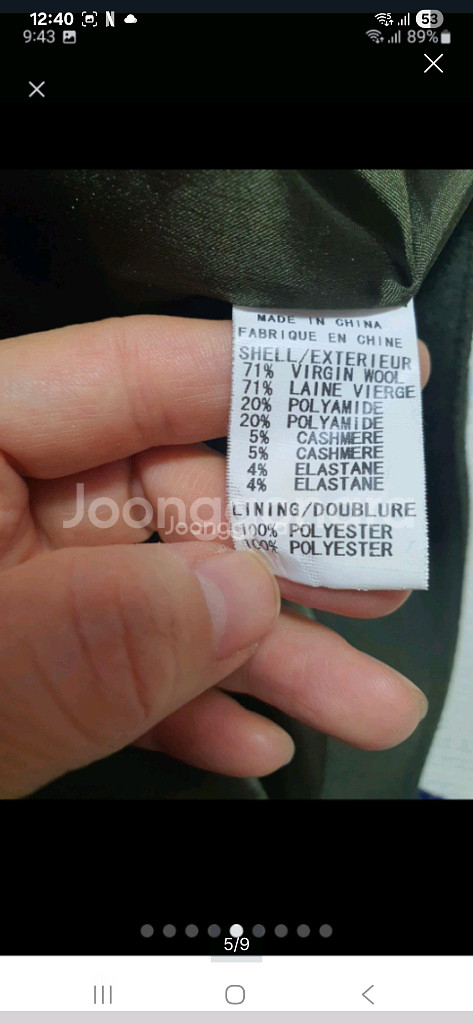 12:40
53
9:43
89%
MADE IN CHINA
FABRIQUE EN CHINE
SHELL/EXTERIEUR
71% VIRGIN WOOL
71% LAINE VIERGE
20% POLYAMIDE
20% POLYAMIDE
5% CASHMERE
5% CASHMERE
4% ELASTANE
4% ELASTANE
LINING/DOUBLURE
100% POLYESTER
100% POLYESTER
5/9